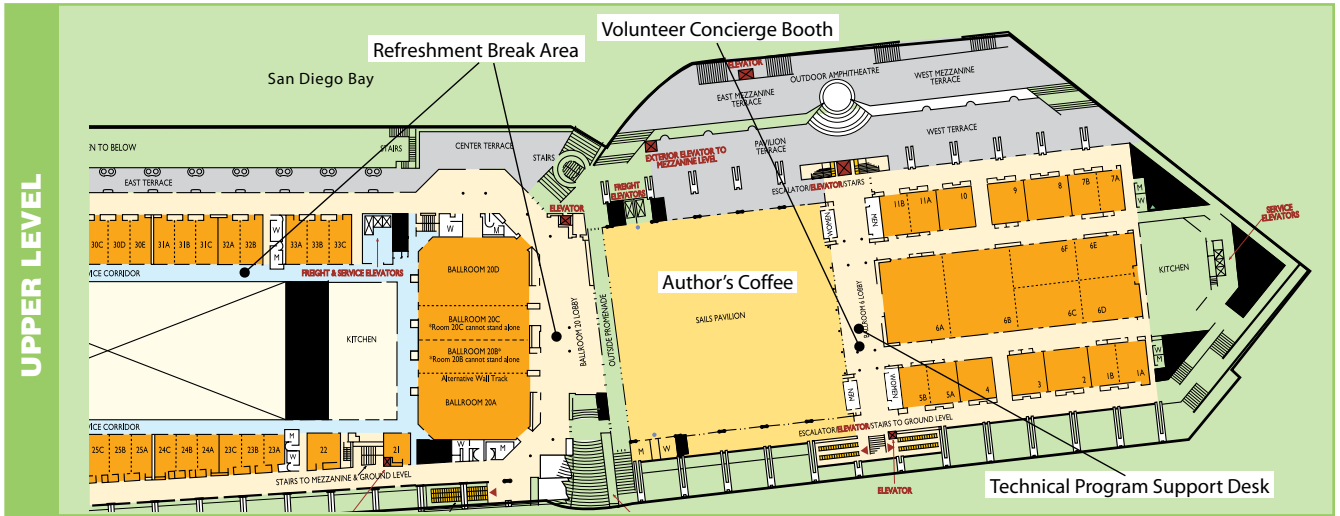 UPPER LEVEL
Refreshment Break Area
Volunteer Concierge Booth
San Diego Bay
ELEVATOR
OUTDOOR AMPHITHEATRE
WEST MEZZANINE
TERRACE
EAST MEZZANINE
TERRACE
EN TO BELOW
STAIRS
CENTER TERRACE
STAIRS
EXTERIOR ELEVATOR TO
MEZZANINE LEVEL
PAVILION
TERRACE
WEST TERRACE
EAST TERRACE
FREIGHT
ELEVATORS
ESCALATOR/ELEVATOR/STAIRS
ELEVATOR
30C
30D
30E
31A
31B
31C
32A
32B
W
M
33A
33B
33C
W
M
WOMEN
MEN
11B
11A
10
9
8
7B
7A
M
W
SERVICE
ELEVATORS
VICE CORRIDOR
FREIGHT & SERVICE ELEVATORS
BALLROOM 20D
BALLROOM 20C
*Room 20C cannot stand alone
BALLROOM 20B*
*Room 20B cannot stand alone
Alternative Wall Track
BALLROOM 20A
KITCHEN
BALLROOM 20 LOBBY
OUTSIDE PROMENADE
Author's Coffee
SAILS PAVILION
BALLROOM 6 LOBBY
6A
6B
6C
6D
6E
6F
KITCHEN
VICE CORRIDOR
25C
25B
25A
24C
24B
24A
23C
23B
23A
M
W
22
21
W
M
STAIRS TO MEZZANINE & GROUND LEVEL
M
W
MEN
WOMEN
5B
5A
4
3
2
1B
1A
W
M
ESCALATOR/ELEVATOR/STAIRS TO GROUND LEVEL
ELEVATOR
Technical Program Support Desk